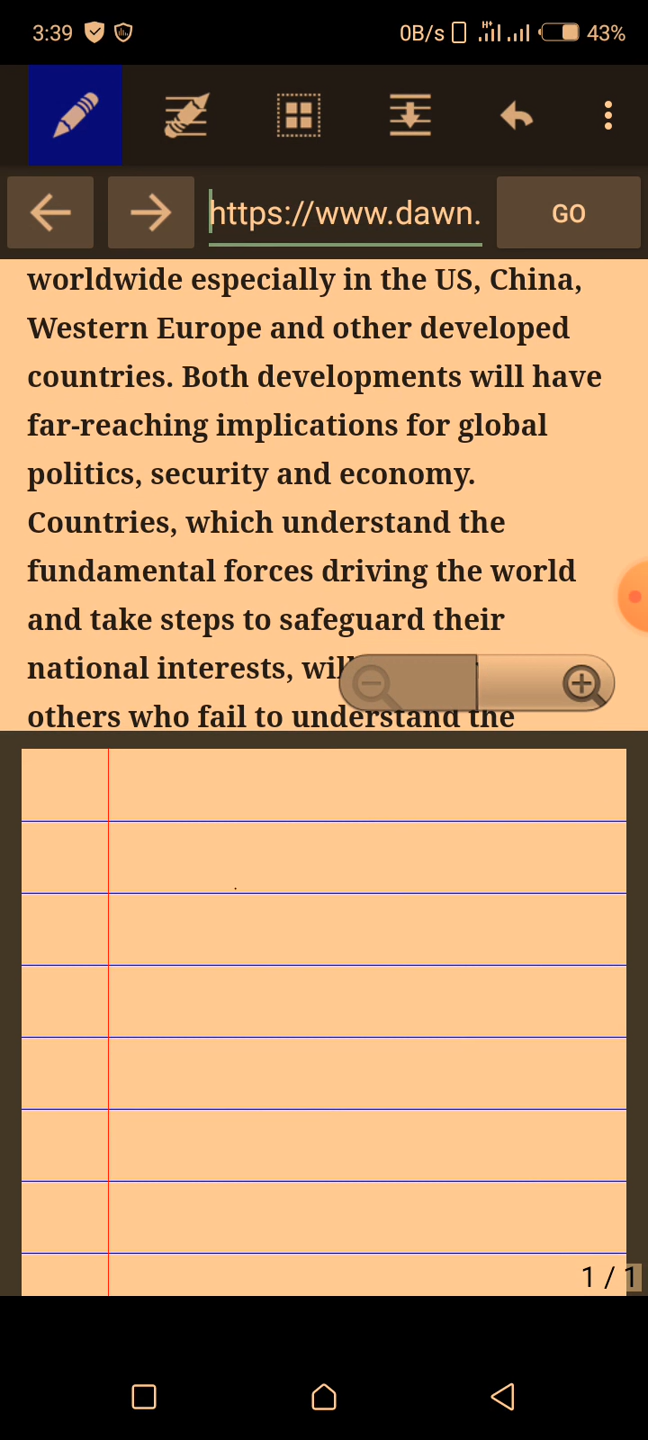 3:39
0B/s
H+
43%
https://www.dawn.
GO
worldwide especially in the US, China,
Western Europe and other developed
countries. Both developments will have
far-reaching implications for global
politics, security and economy.
Countries, which understand the
fundamental forces driving the world
and take steps to safeguard their
national interests, will
others who fail to understand the
1 / 1